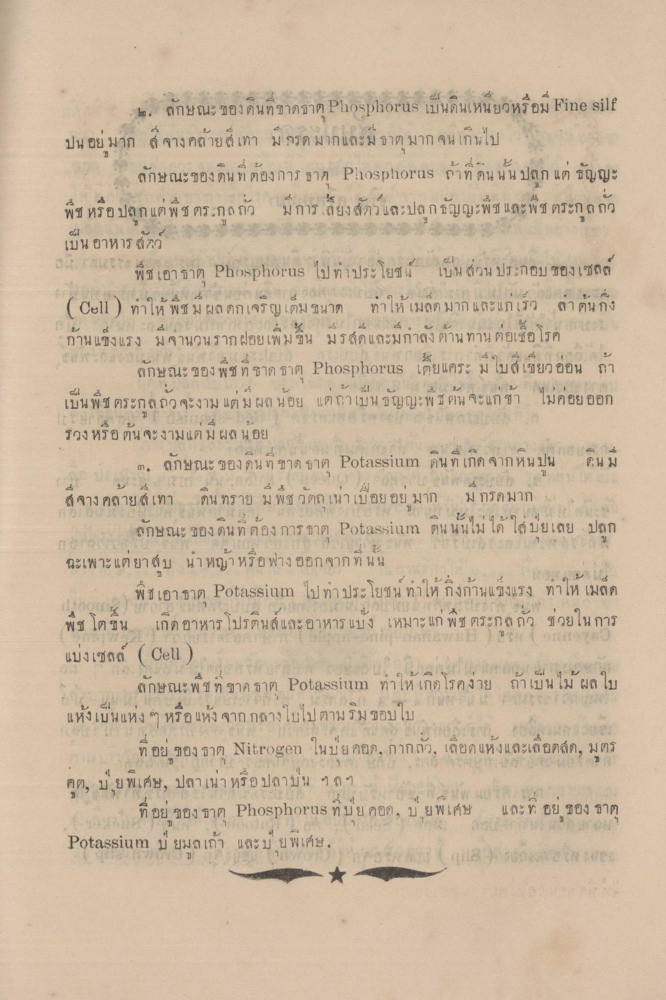 ๒. ลักษณะของดินที่ขาดธาตุ Phosphorus เป็นดินเหนียวหรือมี Fine silf
ปนอยู่มาก สีจางคล้ายสีเทา มีกรดมากและมีธาตุมากจนเกินไป
ลักษณะของดินที่ต้องการธาตุ Phosphorus ถ้าที่ดินนั้นปลูกแต่ธัญญะ
พืชหรือปลูกแต่พืชตระกูลถั่ว มีการเลี้ยงสัตว์และปลูกธัญญะพืชและพืชตระกูลถั่ว
เป็นอาหารสัตว์
พืชเอาธาตุ Phosphorus ไปทำประโยชน์ เป็นส่วนประกอบของเซลล์
( Cell ) ทำให้พืชมีผลดกเจริญเต็มขนาด ทำให้เมล็ดมากและแก่เร็ว ลำต้นกิ่ง
ก้านแข็งแรง มีจำนวนรากฝอยเพิ่มขึ้น มีรสดีและมีกำลังต้านทานต่อเชื้อโรค
ลักษณะของพืชที่ขาดธาตุ Phosphorus เตี้ยแคระ มีใบสีเขียวอ่อน ถ้า
เป็นพืชตระกูลถั่วจะงามแต่มีผลน้อย แต่ถ้าเป็นธัญญะพืชต้นจะแก่ช้า ไม่ค่อยออก
รวงหรือต้นจะงามแต่มีผลน้อย
๓. ลักษณะของดินที่ขาดธาตุ Potassium ดินที่เกิดจากหินปูน ดินมี
สีจางคล้ายสีเทา ดินทราย มีพืชวัตถุเน่าเปื่อยอยู่มาก มีกรดมาก
ลักษณะของดินที่ต้องการธาตุ Potassium ดินนั้นไม่ได้ใส่ปุ๋ยเลย ปลูก
ฉะเพาะแต่ยาสูบ นำหญ้าหรือฟางออกจากที่นั้น
พืชเอาธาตุ Potassium ไปทำประโยชน์ทำให้กิ่งก้านแข็งแรง ทำให้เมล็ด
พืชโตขึ้น เกิดอาหารโปรตีนส์และอาหารแป้ง เหมาะแก่พืชตระกูลถั่ว ช่วยในการ
แบ่งเซลล์ ( Cell )
ลักษณะพืชที่ขาดธาตุ Potassium ทำให้เกิดโรคง่าย ถ้าเป็นไม้ผลใบ
แห้งเป็นแห่ง ๆ หรือแห้งจากกลางใบไปตามริมขอบใบ
ที่อยู่ของธาตุ Nitrogen ในปุ๋ยคอด, กากถั่ว, เลือดแห้งและเลือดสด, มูตร
คูต, ปุ๋ยพิเศษ, ปลาเน่าหรือปลาป่น ฯลฯ
ที่อยู่ของธาตุ Phosphorus ที่ปุ๋ยคอด, ปุ๋ยพิเศษ และที่อยู่ของธาตุ
Potassium ปุ๋ยมูลเถ้า และปุ๋ยพิเศษ.